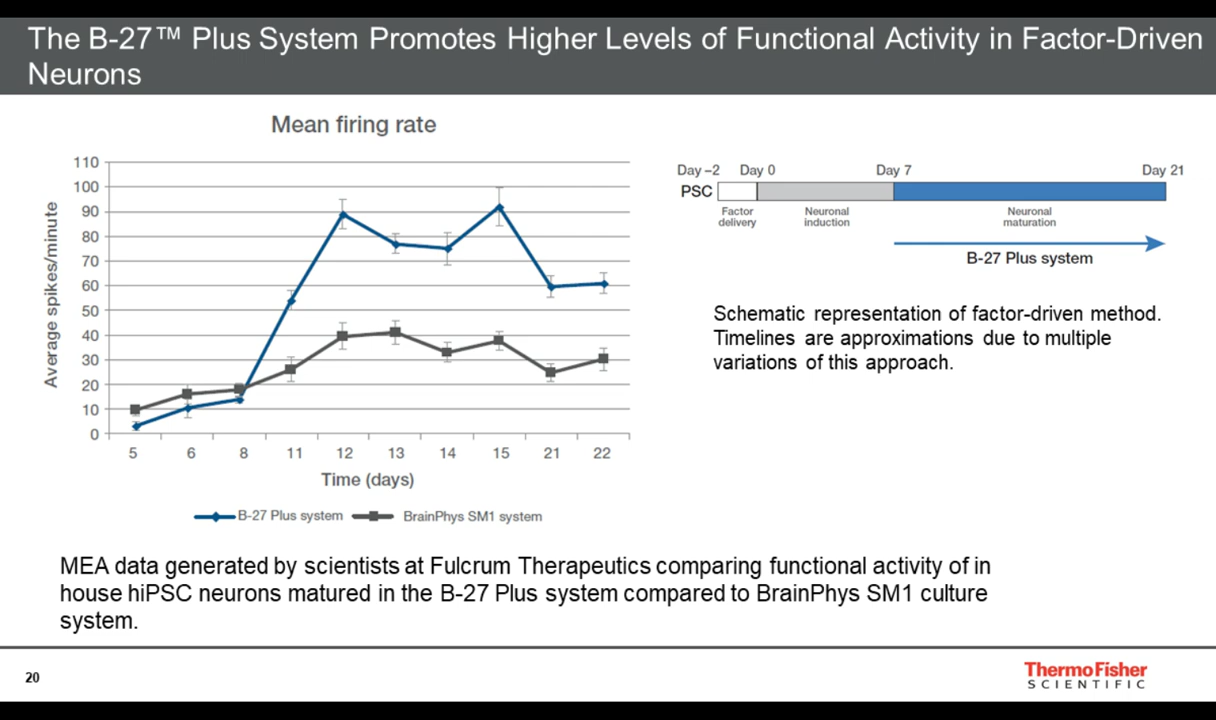 The B-27™ Plus System Promotes Higher Levels of Functional Activity in Factor-Driven
Neurons
Mean firing rate
Average spikes/minute
110
100
90
80
70
60
50
40
30
20
10
0
5 6 8 11 12 13 14 15 21 22
Time (days)
B-27 Plus system BrainPhys SM1 system
Day –2 Day 0 Day 7 Day 21
PSC
Factor
delivery
Neuronal
induction
Neuronal
maturation
B-27 Plus system
Schematic representation of factor-driven method.
Timelines are approximations due to multiple
variations of this approach.
MEA data generated by scientists at Fulcrum Therapeutics comparing functional activity of in
house hiPSC neurons matured in the B-27 Plus system compared to BrainPhys SM1 culture
system.
20
ThermoFisher
SCIENTIFIC